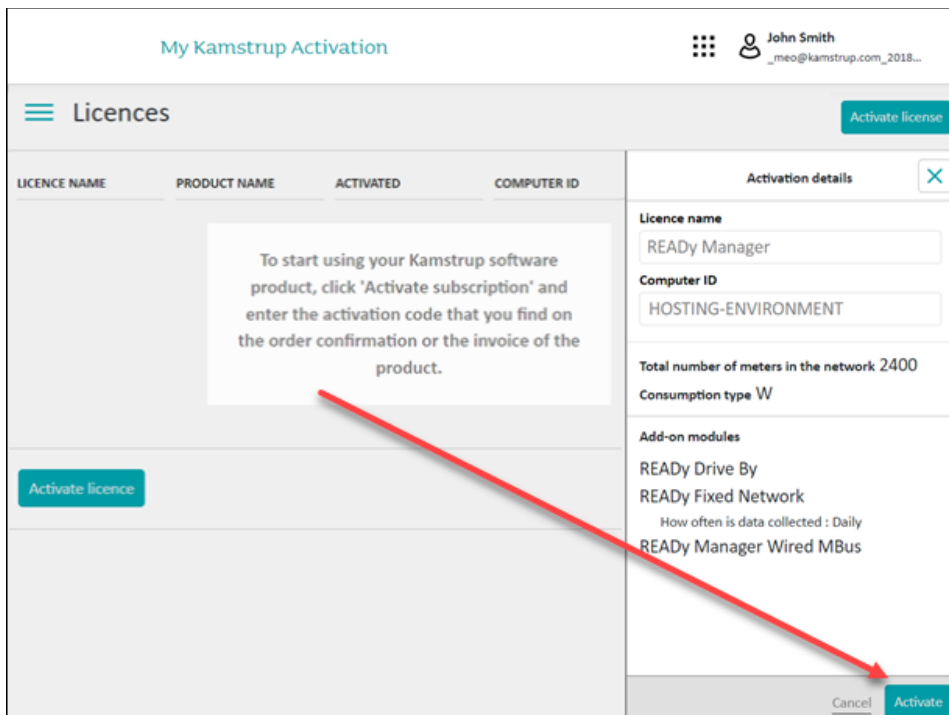 My Kamstrup Activation
John Smith
_meo@kamstrup.com_2018...
Licences
Activate license
LICENCE NAME PRODUCT NAME ACTIVATED COMPUTER ID
To start using your Kamstrup software
product, click 'Activate subscription' and
enter the activation code that you find on
the order confirmation or the invoice of the
product.
Activate licence
Activation details
Licence name
READy Manager
Computer ID
HOSTING-ENVIRONMENT
Total number of meters in the network 2400
Consumption type W
Add-on modules
READy Drive By
READy Fixed Network
How often is data collected : Daily
READy Manager Wired MBus
Cancel
Activate